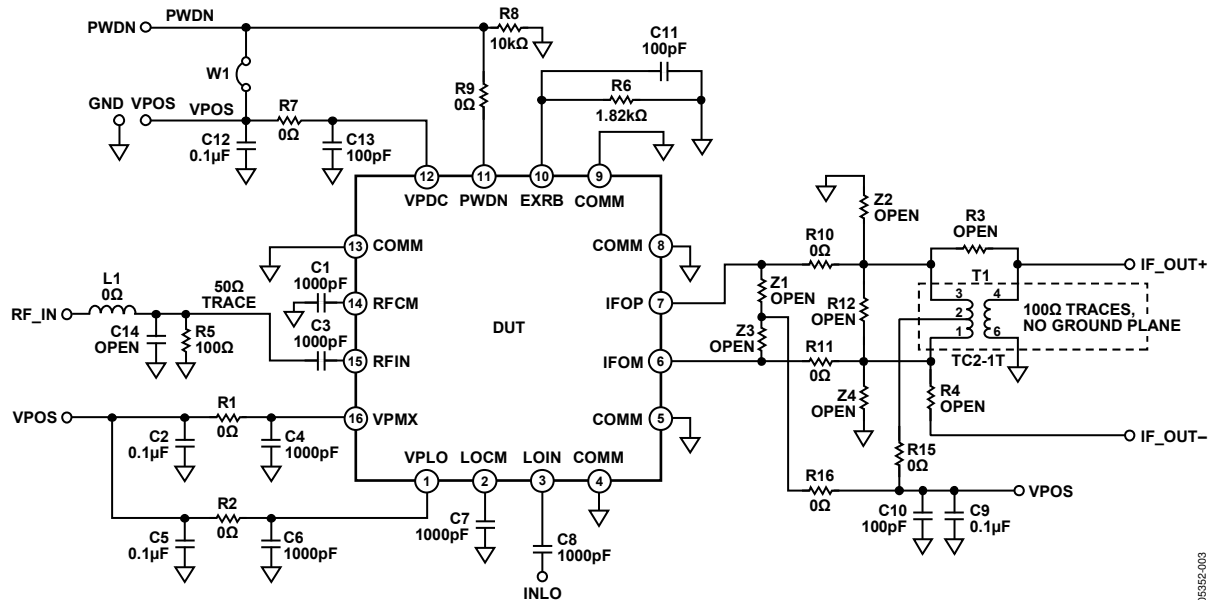 PWDN
PWDN
R8
10kΩ
C11
100pF
W1
R9
0Ω
R6
1.82kΩ
GND
VPOS
VPOS
R7
0Ω
C12
0.1µF
C13
100pF
12
11
10
9
VPDC
PWDN
EXRB
COMM
Z2
OPEN
R3
OPEN
13
COMM
COMM
8
R10
0Ω
IF_OUT+
L1
0Ω
50Ω
TRACE
C1
1000pF
14
RFCM
IFOP
7
Z1
OPEN
R12
OPEN
T1
3
4
2
1
6
100Ω TRACES,
NO GROUND PLANE
TC2-1T
RF_IN
C14
OPEN
R5
100Ω
C3
1000pF
DUT
15
RFIN
IFOM
6
Z3
OPEN
R11
0Ω
Z4
OPEN
R4
OPEN
VPOS
R1
0Ω
16
VPMX
COMM
5
IF_OUT–
C2
0.1µF
C4
1000pF
R15
0Ω
VPLO
LOCM
LOIN
COMM
1
2
3
4
R16
0Ω
VPOS
R2
0Ω
C10
100pF
C9
0.1µF
C5
0.1µF
C6
1000pF
C7
1000pF
C8
1000pF
INLO
05352-003